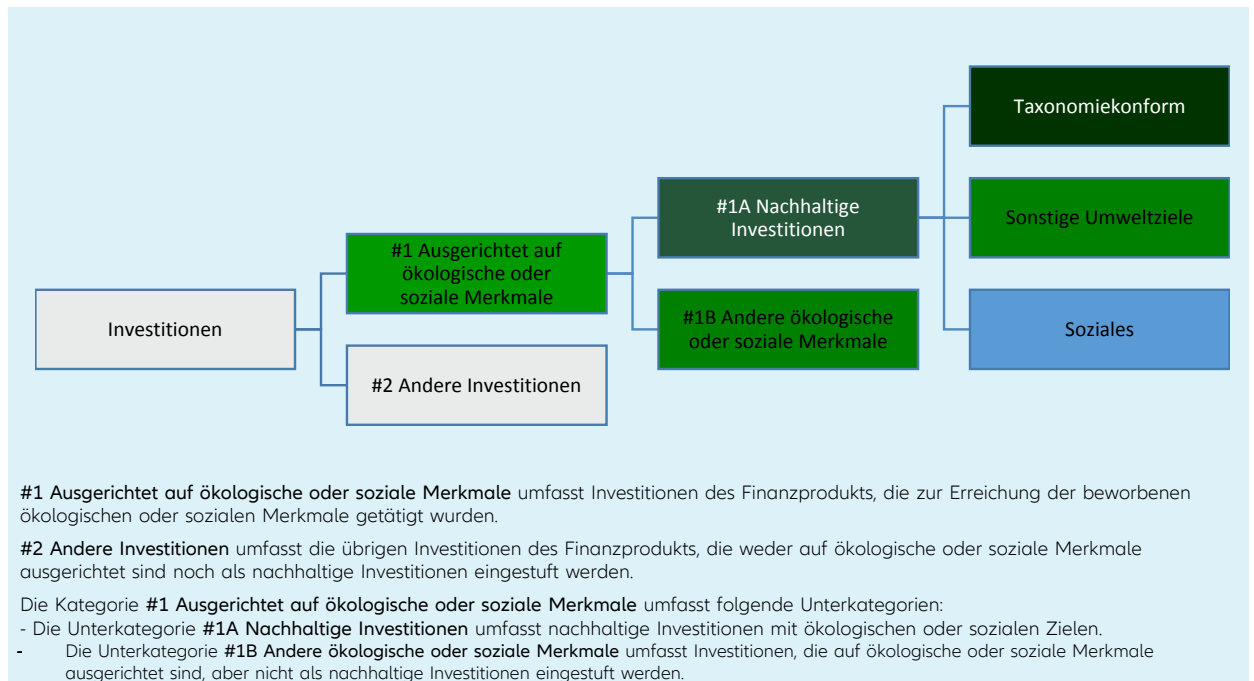 Taxonomiekonform
#1A Nachhaltige
Investitionen
Sonstige Umweltziele
#1 Ausgerichtet auf
ökologische oder
soziale Merkmale
Investitionen
#1B Andere ökologische
oder soziale Merkmale
Soziales
#2 Andere Investitionen
#1 Ausgerichtet auf ökologische oder soziale Merkmale umfasst Investitionen des Finanzprodukts, die zur Erreichung der beworbenen
ökologischen oder sozialen Merkmale getätigt wurden.
#2 Andere Investitionen umfasst die übrigen Investitionen des Finanzprodukts, die weder auf ökologische oder soziale Merkmale
ausgerichtet sind noch als nachhaltige Investitionen eingestuft werden.
Die Kategorie #1 Ausgerichtet auf ökologische oder soziale Merkmale umfasst folgende Unterkategorien:
- Die Unterkategorie #1A Nachhaltige Investitionen umfasst nachhaltige Investitionen mit ökologischen oder sozialen Zielen.
- Die Unterkategorie #1B Andere ökologische oder soziale Merkmale umfasst Investitionen, die auf ökologische oder soziale Merkmale
ausgerichtet sind, aber nicht als nachhaltige Investitionen eingestuft werden.